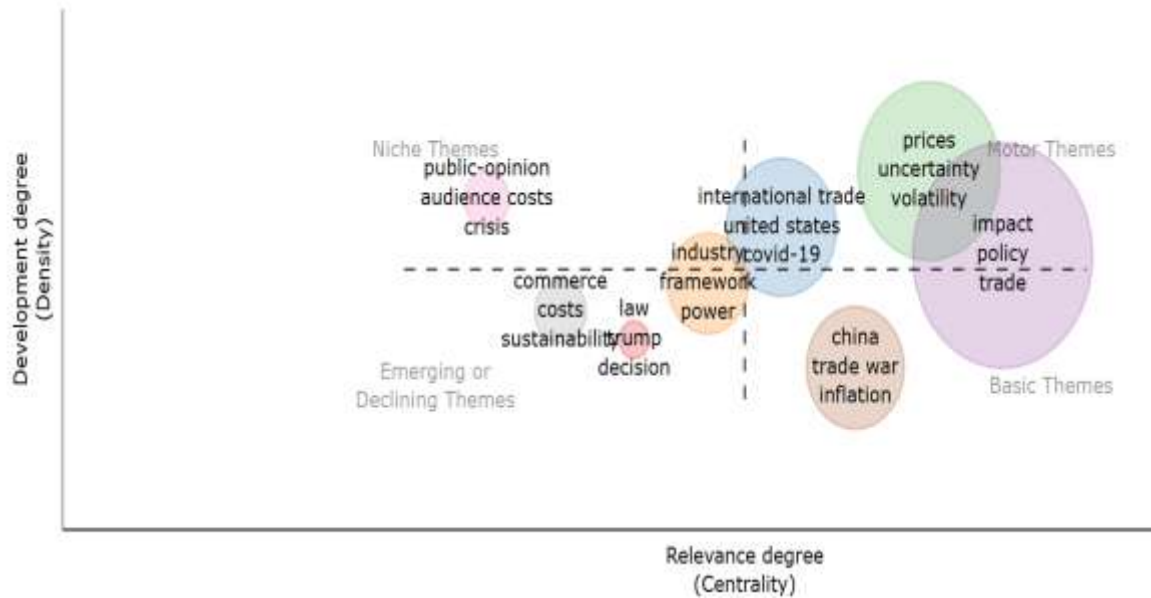 Development degree
(Density)
Niche Themes
public-opinion
audience costs
crisis
prices
uncertainty
volatility
Motor Themes
international trade
united states
covid-19
impact
policy
trade
industry
framework
power
commerce
costs
sustainability
law
trump
decision
china
trade war
inflation
Emerging or
Declining Themes
Basic Themes
Relevance degree
(Centrality)